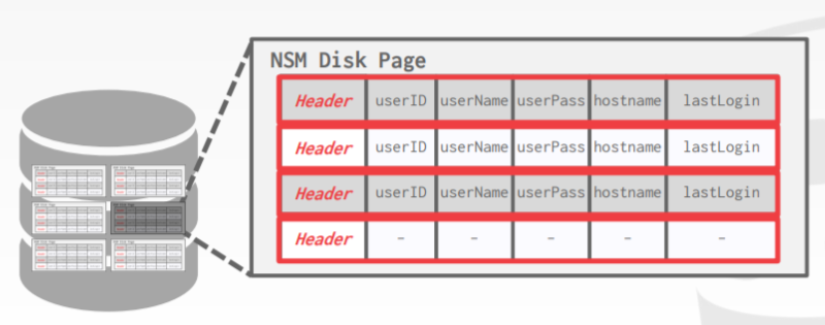 NSM Disk Page
Header userID userName userPass hostname lastLogin
Header userID userName userPass hostname lastLogin
Header userID userName userPass hostname lastLogin
Header - - - - -